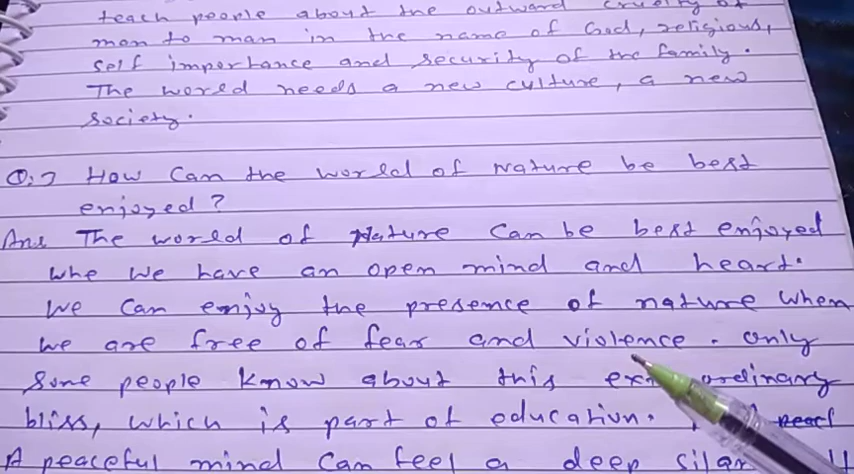 teach people about the outward cruelty of
man to man in the name of God, religious,
self importance and security of the family.
The world needs a new culture, a new
society.
Q.7 How can the world of Nature be best
enjoyed?
Ans The world of Nature can be best enjoyed
whe we have an open mind and heart.
We can enjoy the presence of nature when
we are free of fear and violence. only
some people know about this
bliss, which is part of education.
A peaceful mind can feel a deep